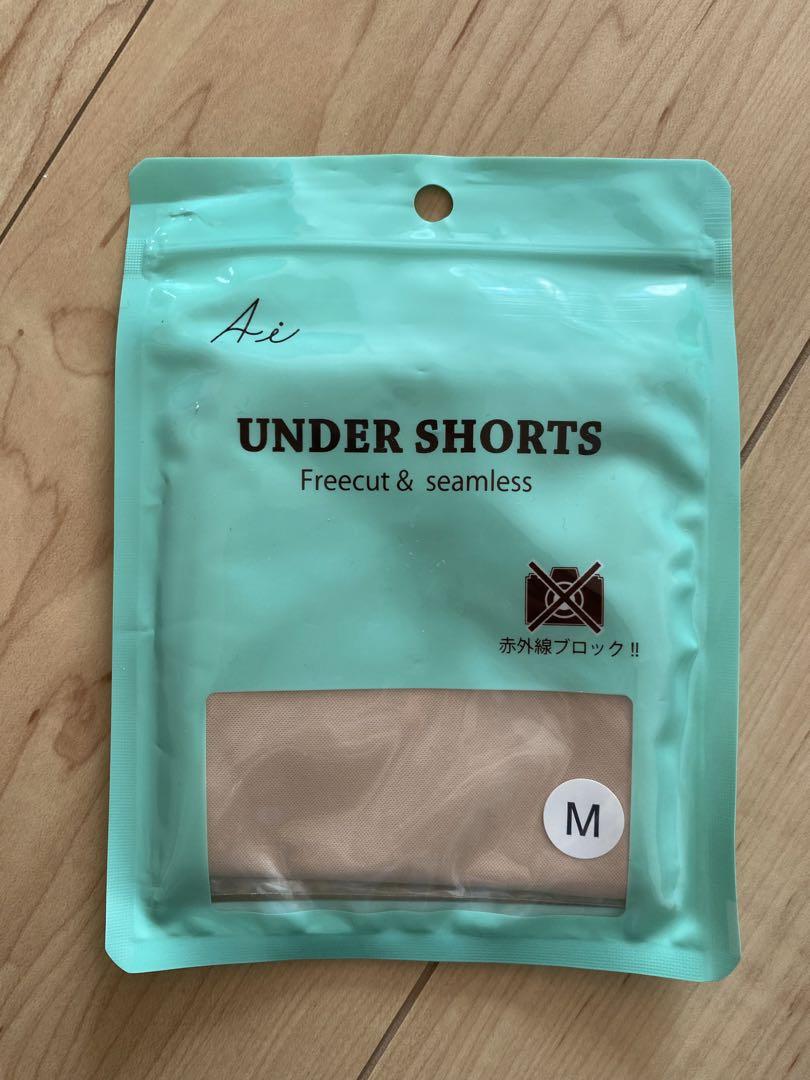 Ai
UNDER SHORTS
Freecut & seamless
赤外線ブロック!!
M